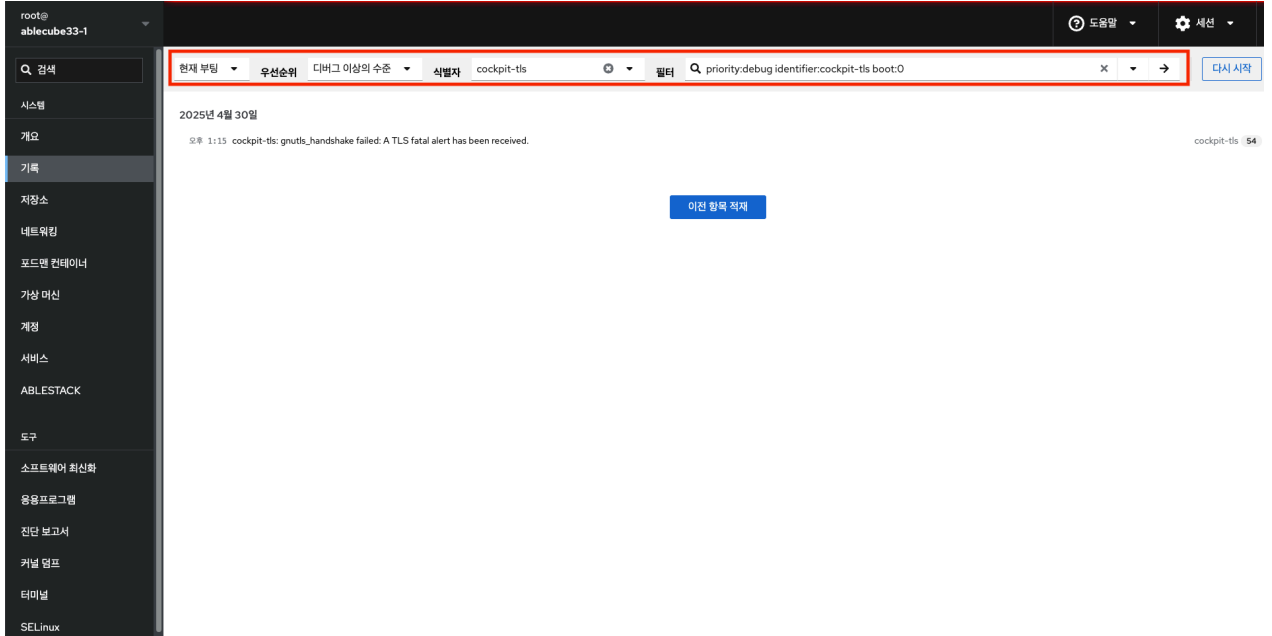 root@
ablecube33-1
도움말
세션
검색
현재 부팅 우선순위 디버그 이상의 수준 식별자 cockpit-tls 필터 priority:debug identifier:cockpit-tls boot:0 다시 시작
시스템
개요
기록
저장소
네트워킹
포드맨 컨테이너
가상 머신
계정
서비스
ABLESTACK
도구
소프트웨어 최신화
응용프로그램
진단 보고서
커널 덤프
터미널
SELinux
2025년 4월 30일
오후 1:15 cockpit-tls: gnutls_handshake failed: A TLS fatal alert has been received. cockpit-tls 54
이전 항목 적재